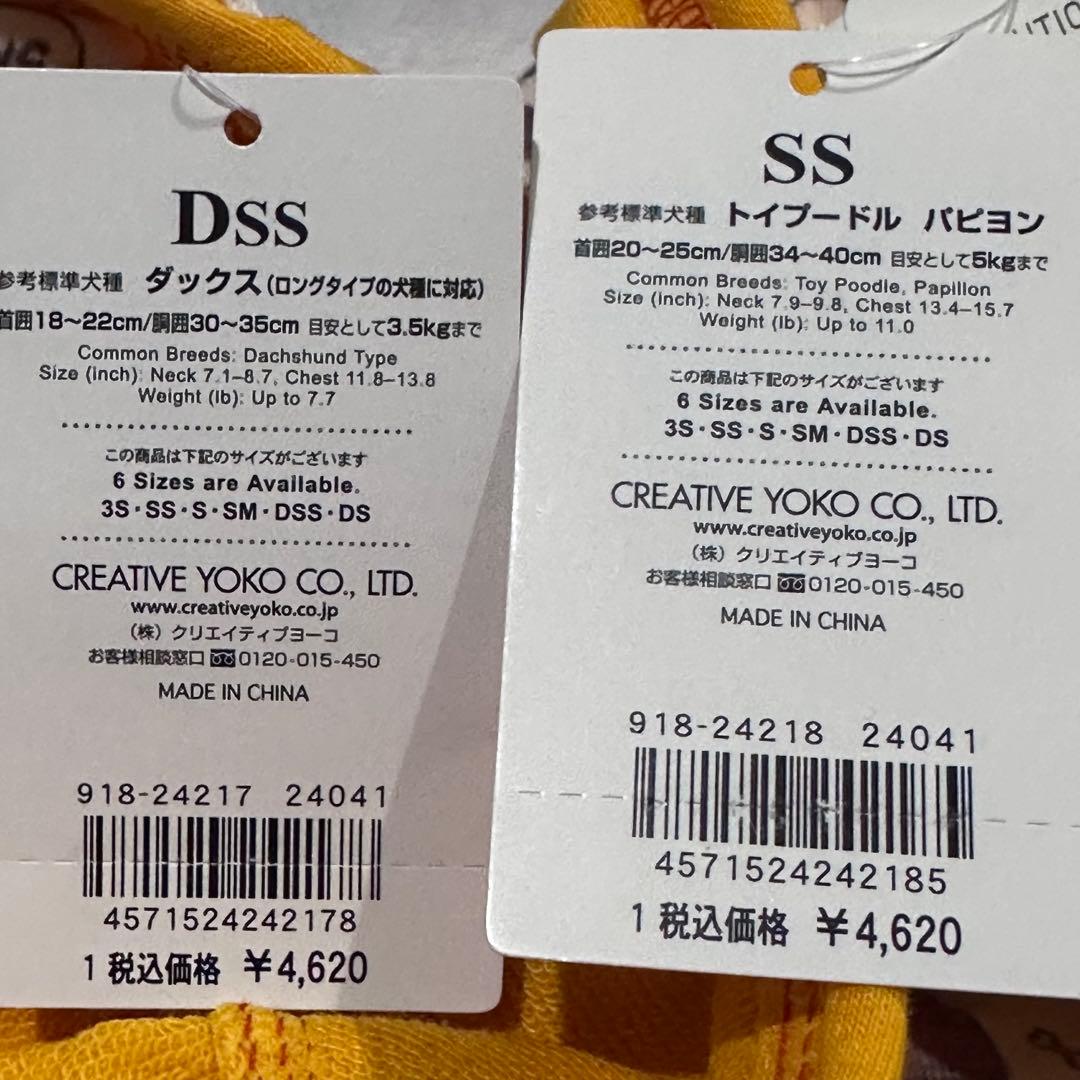 DSS
参考標準犬種 ダックス(ロングタイプの犬種に対応)
首囲18～22cm/胴囲30～35cm 目安として3.5kgまで
Common Breeds: Dachshund Type
Size (inch): Neck 7.1–8.7, Chest 11.8–13.8
Weight (lb): Up to 7.7
この商品は下記のサイズがございます
6 Sizes are Available.
3S・SS・S・SM・DSS・DS
CREATIVE YOKO CO., LTD.
www.creativeyoko.co.jp
（株）クリエイティブヨーコ
お客様相談窓口 0120-015-450
MADE IN CHINA
918-24217 24041
4571524242178
1 税込価格 ￥4,620
SS
参考標準犬種 トイプードル パピヨン
首囲20～25cm/胴囲34～40cm 目安として5kgまで
Common Breeds: Toy Poodle, Papillon
Size (inch): Neck 7.9–9.8, Chest 13.4–15.7
Weight (lb): Up to 11.0
この商品は下記のサイズがございます
6 Sizes are Available.
3S・SS・S・SM・DSS・DS
CREATIVE YOKO CO., LTD.
www.creativeyoko.co.jp
（株）クリエイティブヨーコ
お客様相談窓口 0120-015-450
MADE IN CHINA
918-24218 24041
4571524242185
1 税込価格 ￥4,620